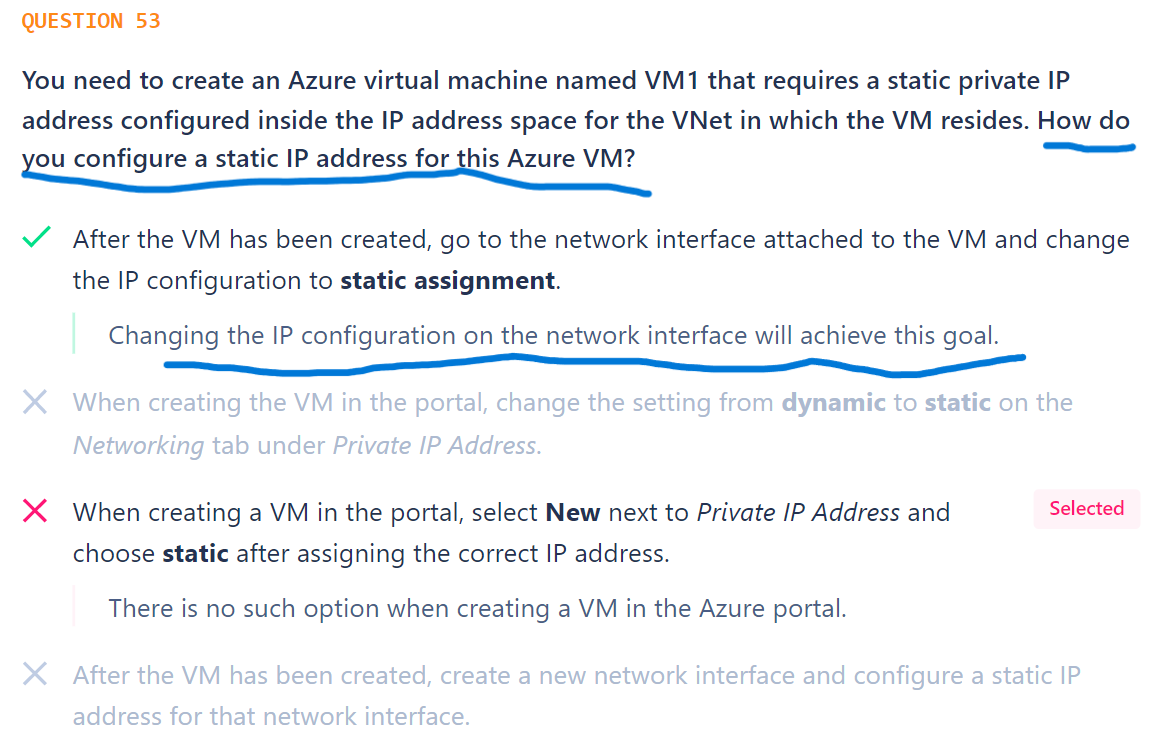 QUESTION 53
You need to create an Azure virtual machine named VM1 that requires a static private IP
address configured inside the IP address space for the VNet in which the VM resides. How do
you configure a static IP address for this Azure VM?
After the VM has been created, go to the network interface attached to the VM and change
the IP configuration to static assignment.
Changing the IP configuration on the network interface will achieve this goal.
When creating the VM in the portal, change the setting from dynamic to static on the
Networking tab under Private IP Address.
When creating a VM in the portal, select New next to Private IP Address and
Selected
choose static after assigning the correct IP address.
There is no such option when creating a VM in the Azure portal.
After the VM has been created, create a new network interface and configure a static IP
address for that network interface.